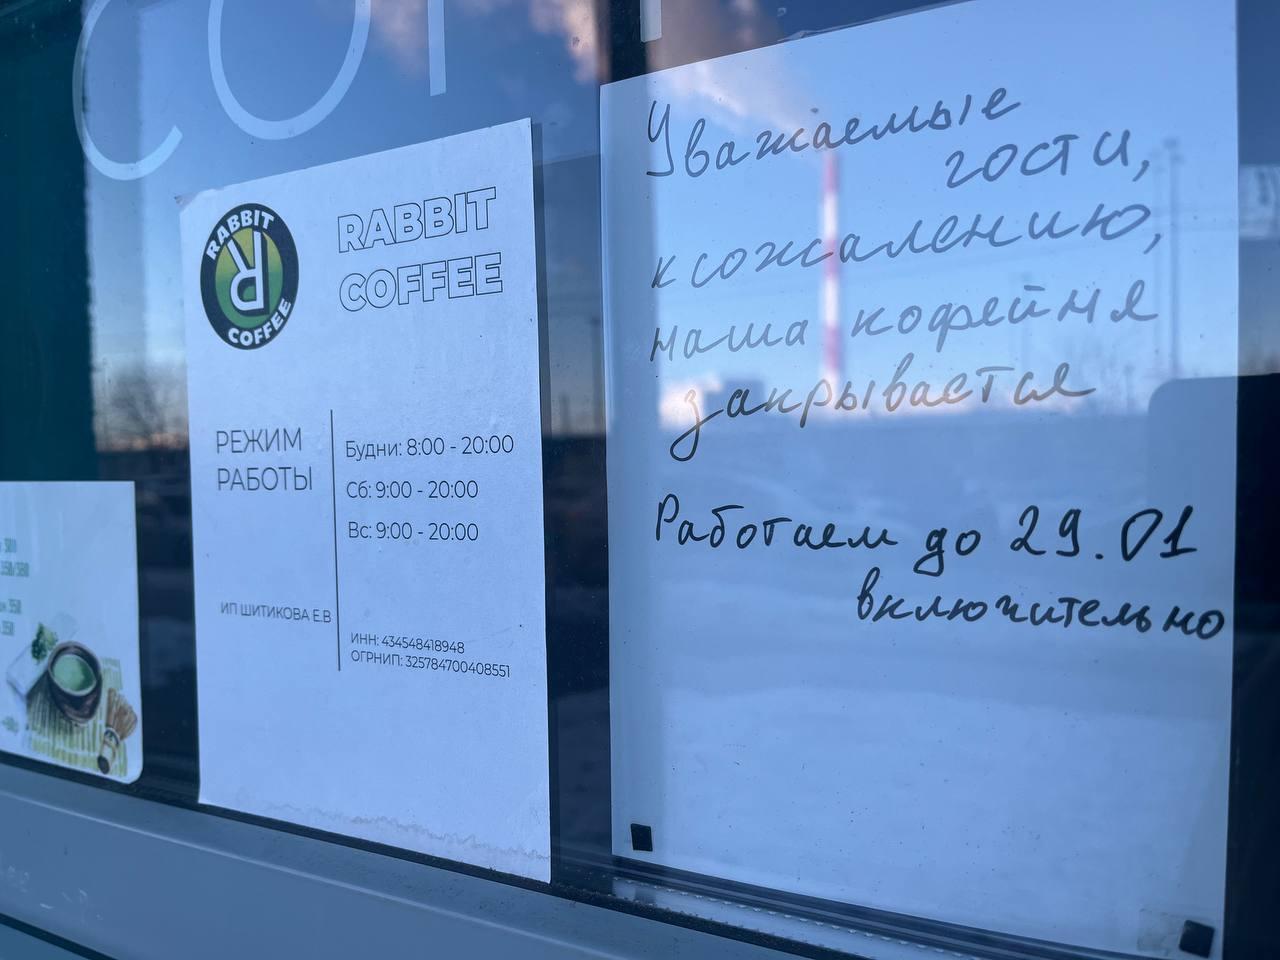 RABBIT
COFFEE
RABBIT
COFFEE
РЕЖИМ
РАБОТЫ
Будни: 8:00 - 20:00
Сб: 9:00 - 20:00
Вс: 9:00 - 20:00
ИП ШИТИКОВА Е.В
ИНН: 434548418948
ОГРНИП: 325784700408551
Уважаемые
гости,
к сожалению,
наша кофейня
закрывается
Работаем до 29.01
включительно
350
350